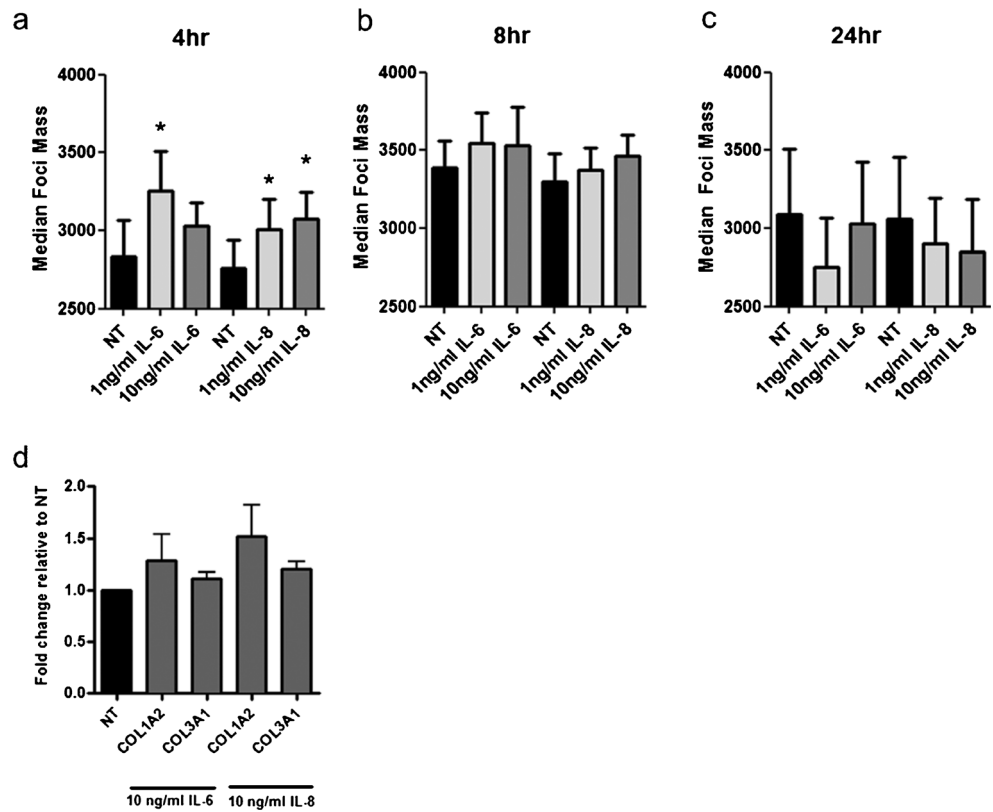 a
4hr
Median Foci Mass
4000
3500
3000
2500
*
*
*
NT
1ng/ml IL-6
10ng/ml IL-6
NT
1ng/ml IL-8
10ng/ml IL-8
b
8hr
Median Foci Mass
4000
3500
3000
2500
NT
1ng/ml IL-6
10ng/ml IL-6
NT
1ng/ml IL-8
10ng/ml IL-8
c
24hr
Median Foci Mass
4000
3500
3000
2500
NT
1ng/ml IL-6
10ng/ml IL-6
NT
1ng/ml IL-8
10ng/ml IL-8
d
Fold change relative to NT
2.0
1.5
1.0
0.5
0.0
NT
COL1A2
COL3A1
COL1A2
COL3A1
10 ng/ml IL-6
10 ng/ml IL-8